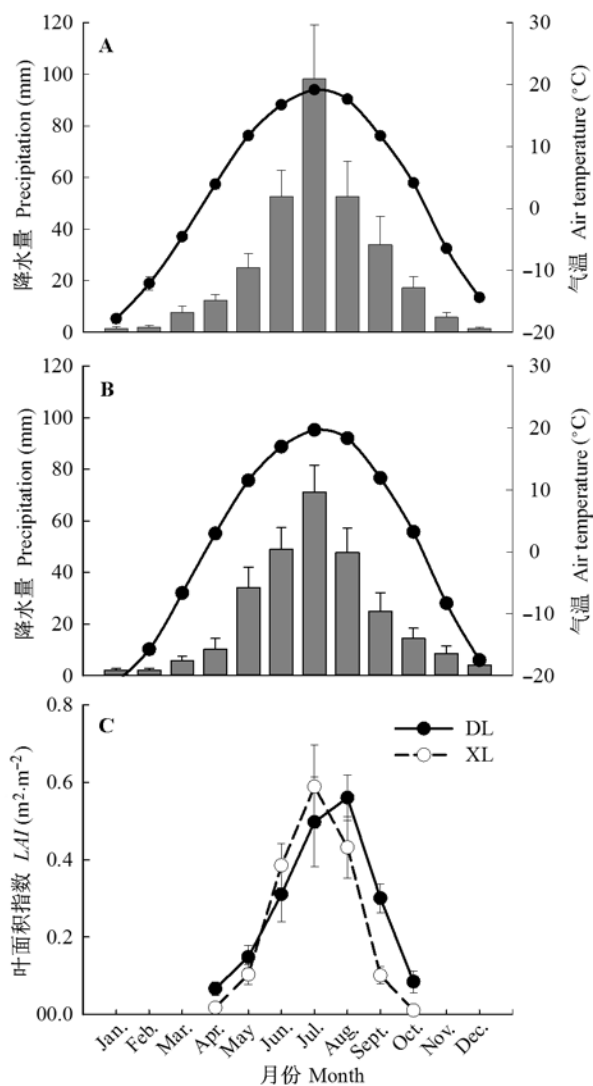 A
120
100
80
60
40
20
0
降水量 Precipitation (mm)
30
20
10
0
−10
−20
气温 Air temperature (°C)
B
120
100
80
60
40
20
0
降水量 Precipitation (mm)
30
20
10
0
−10
−20
气温 Air temperature (°C)
C
DL
XL
0.8
0.6
0.4
0.2
00.0
叶面积指数 LAI (m²·m⁻²)
Jan. Feb. Mar. Apr. May Jun. Jul. Aug. Sept. Oct. Nov. Dec.
月份 Month